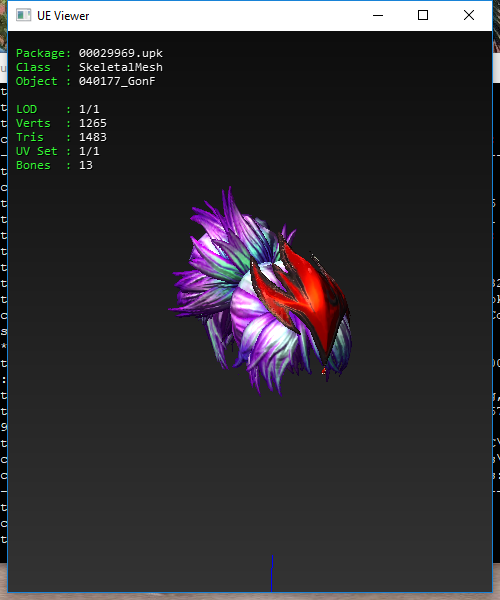 UE Viewer
Package: 00029969.upk
Class : SkeletalMesh
Object : 040177_GonF
LOD : 1/1
Verts : 1265
Tris : 1483
UV Set : 1/1
Bones : 13